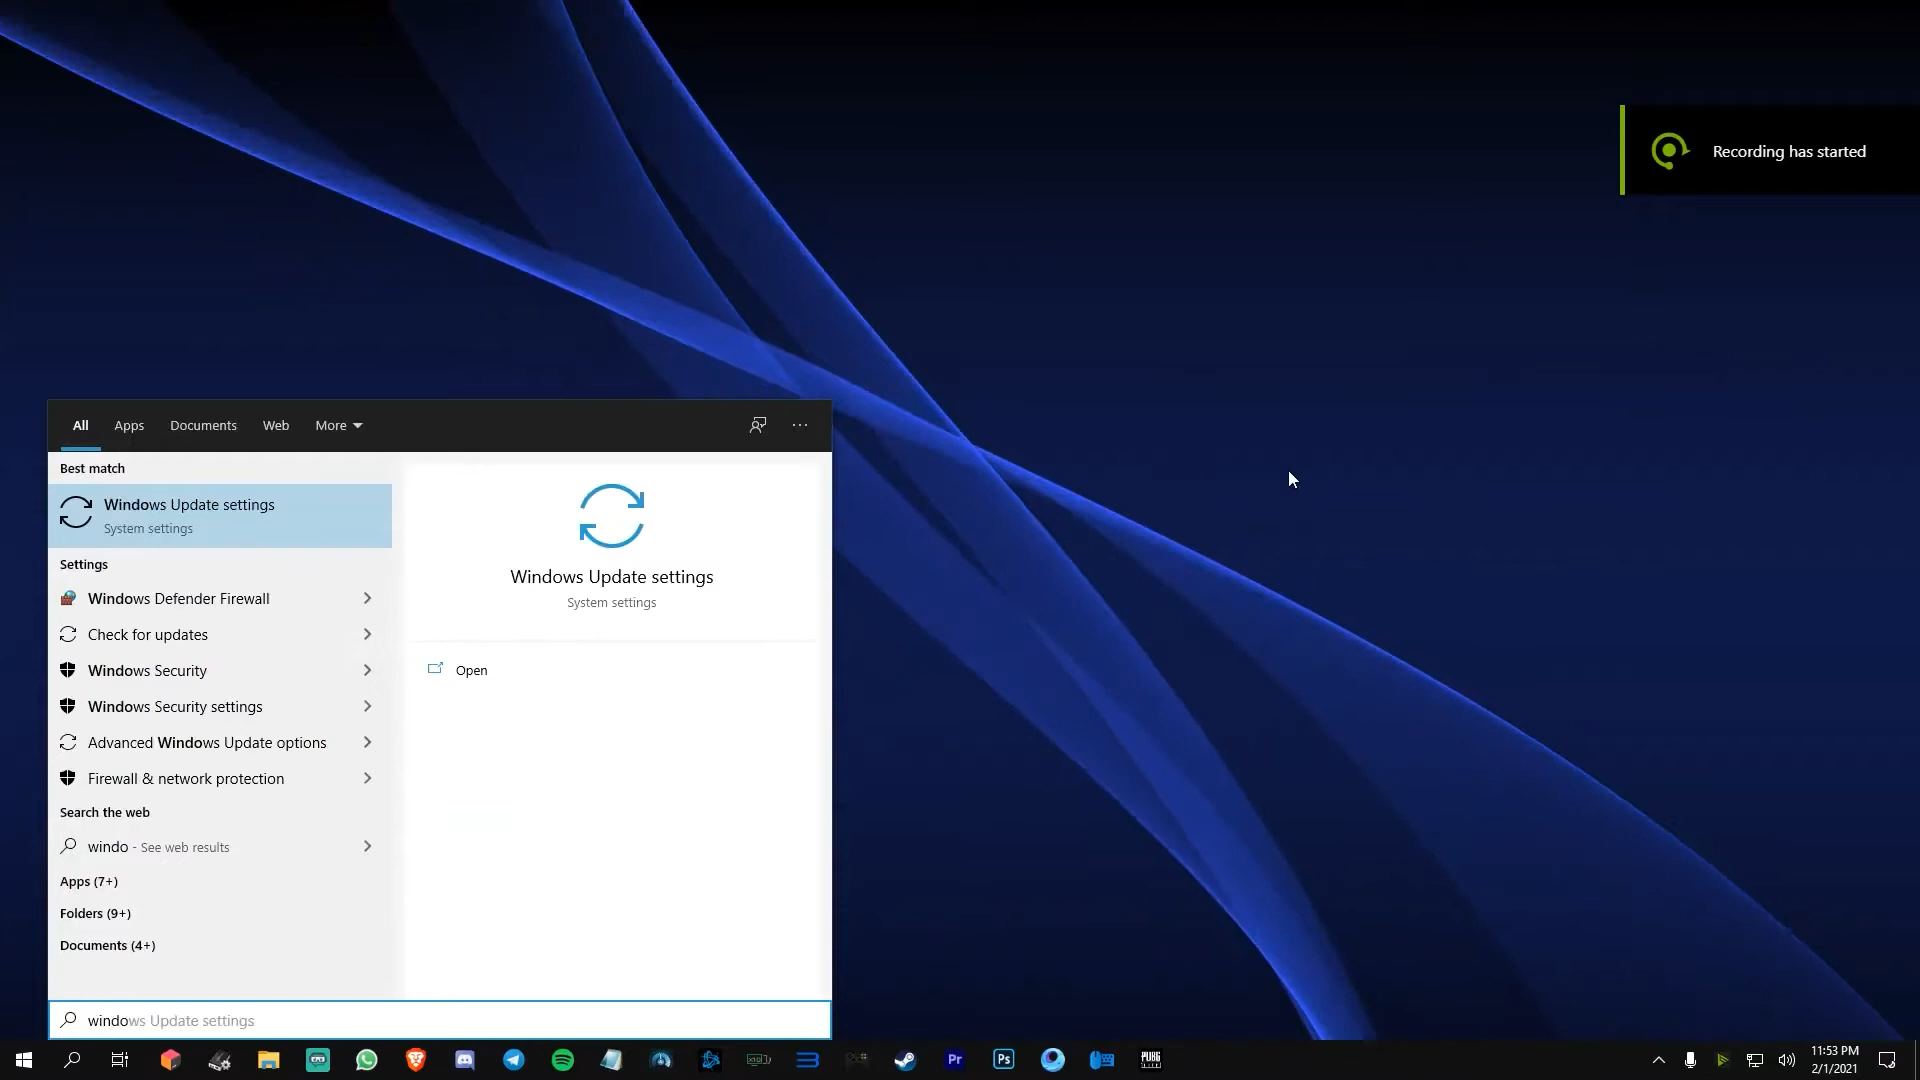 Recording has started
All Apps Documents Web More
Best match
Windows Update settings
System settings
Settings
Windows Defender Firewall
Check for updates
Windows Security
Windows Security settings
Advanced Windows Update options
Firewall & network protection
Search the web
windo - See web results
Apps (7+)
Folders (9+)
Documents (4+)
Windows Update settings
System settings
Open
windows Update settings
Pr
Ps
PUBG
11:53 PM
2/1/2021